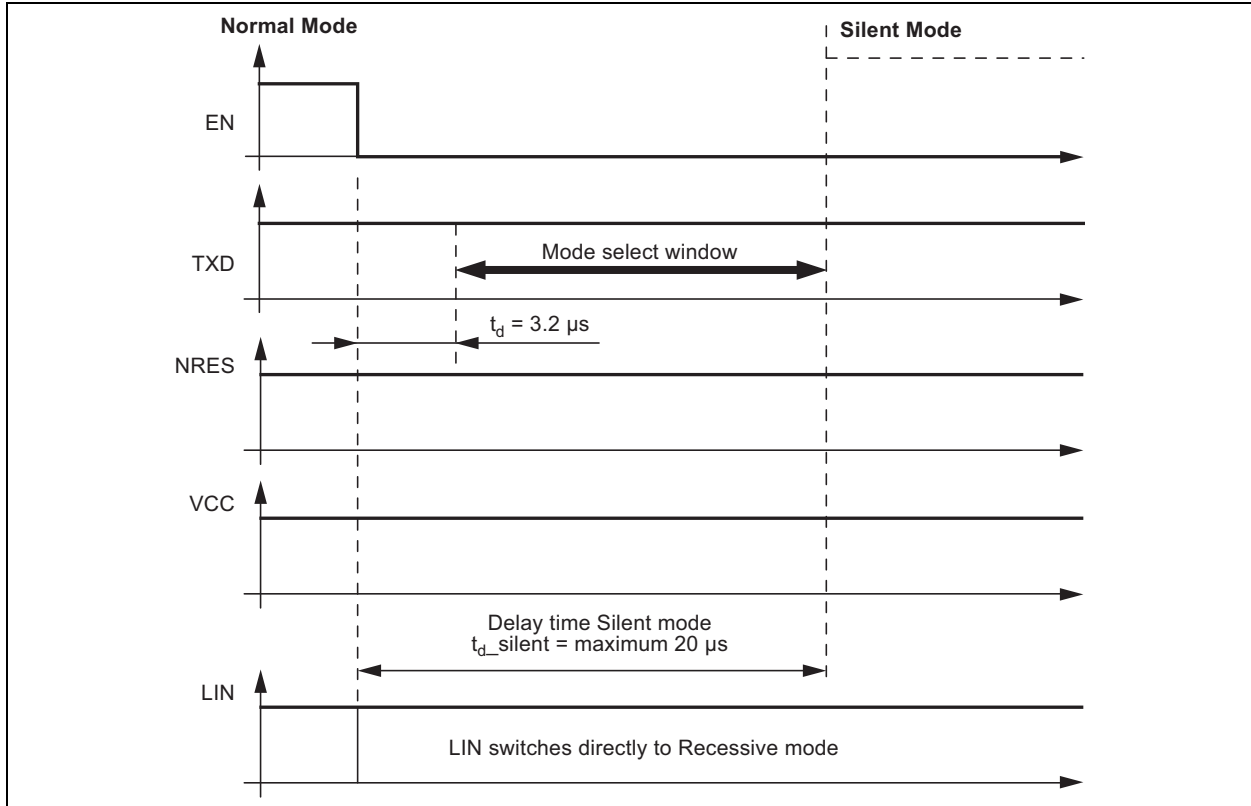 Normal Mode
Silent Mode
EN
TXD
Mode select window
t_d = 3.2 µs
NRES
VCC
Delay time Silent mode
t_d_silent = maximum 20 µs
LIN
LIN switches directly to Recessive mode